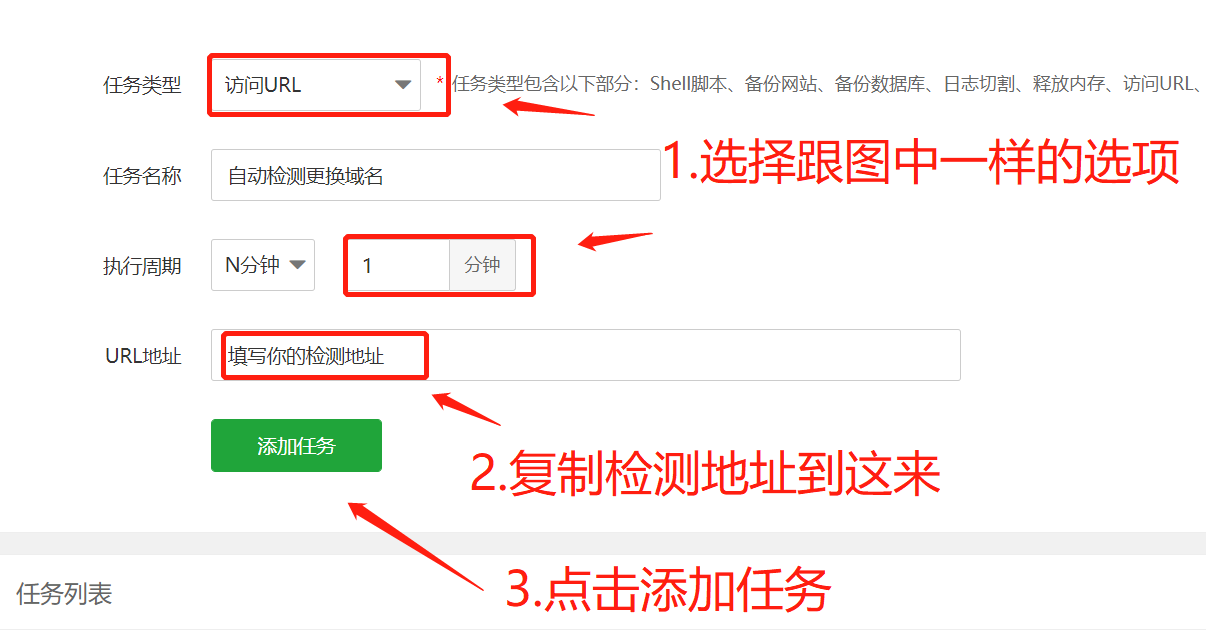 任务类型 访问URL * 任务类型包含以下部分：Shell脚本、备份网站、备份数据库、日志切割、释放内存、访问URL、
1.选择跟图中一样的选项
任务名称 自动检测更换域名
执行周期 N分钟 1 分钟
URL地址 填写你的检测地址
添加任务
2.复制检测地址到这来
3.点击添加任务
任务列表